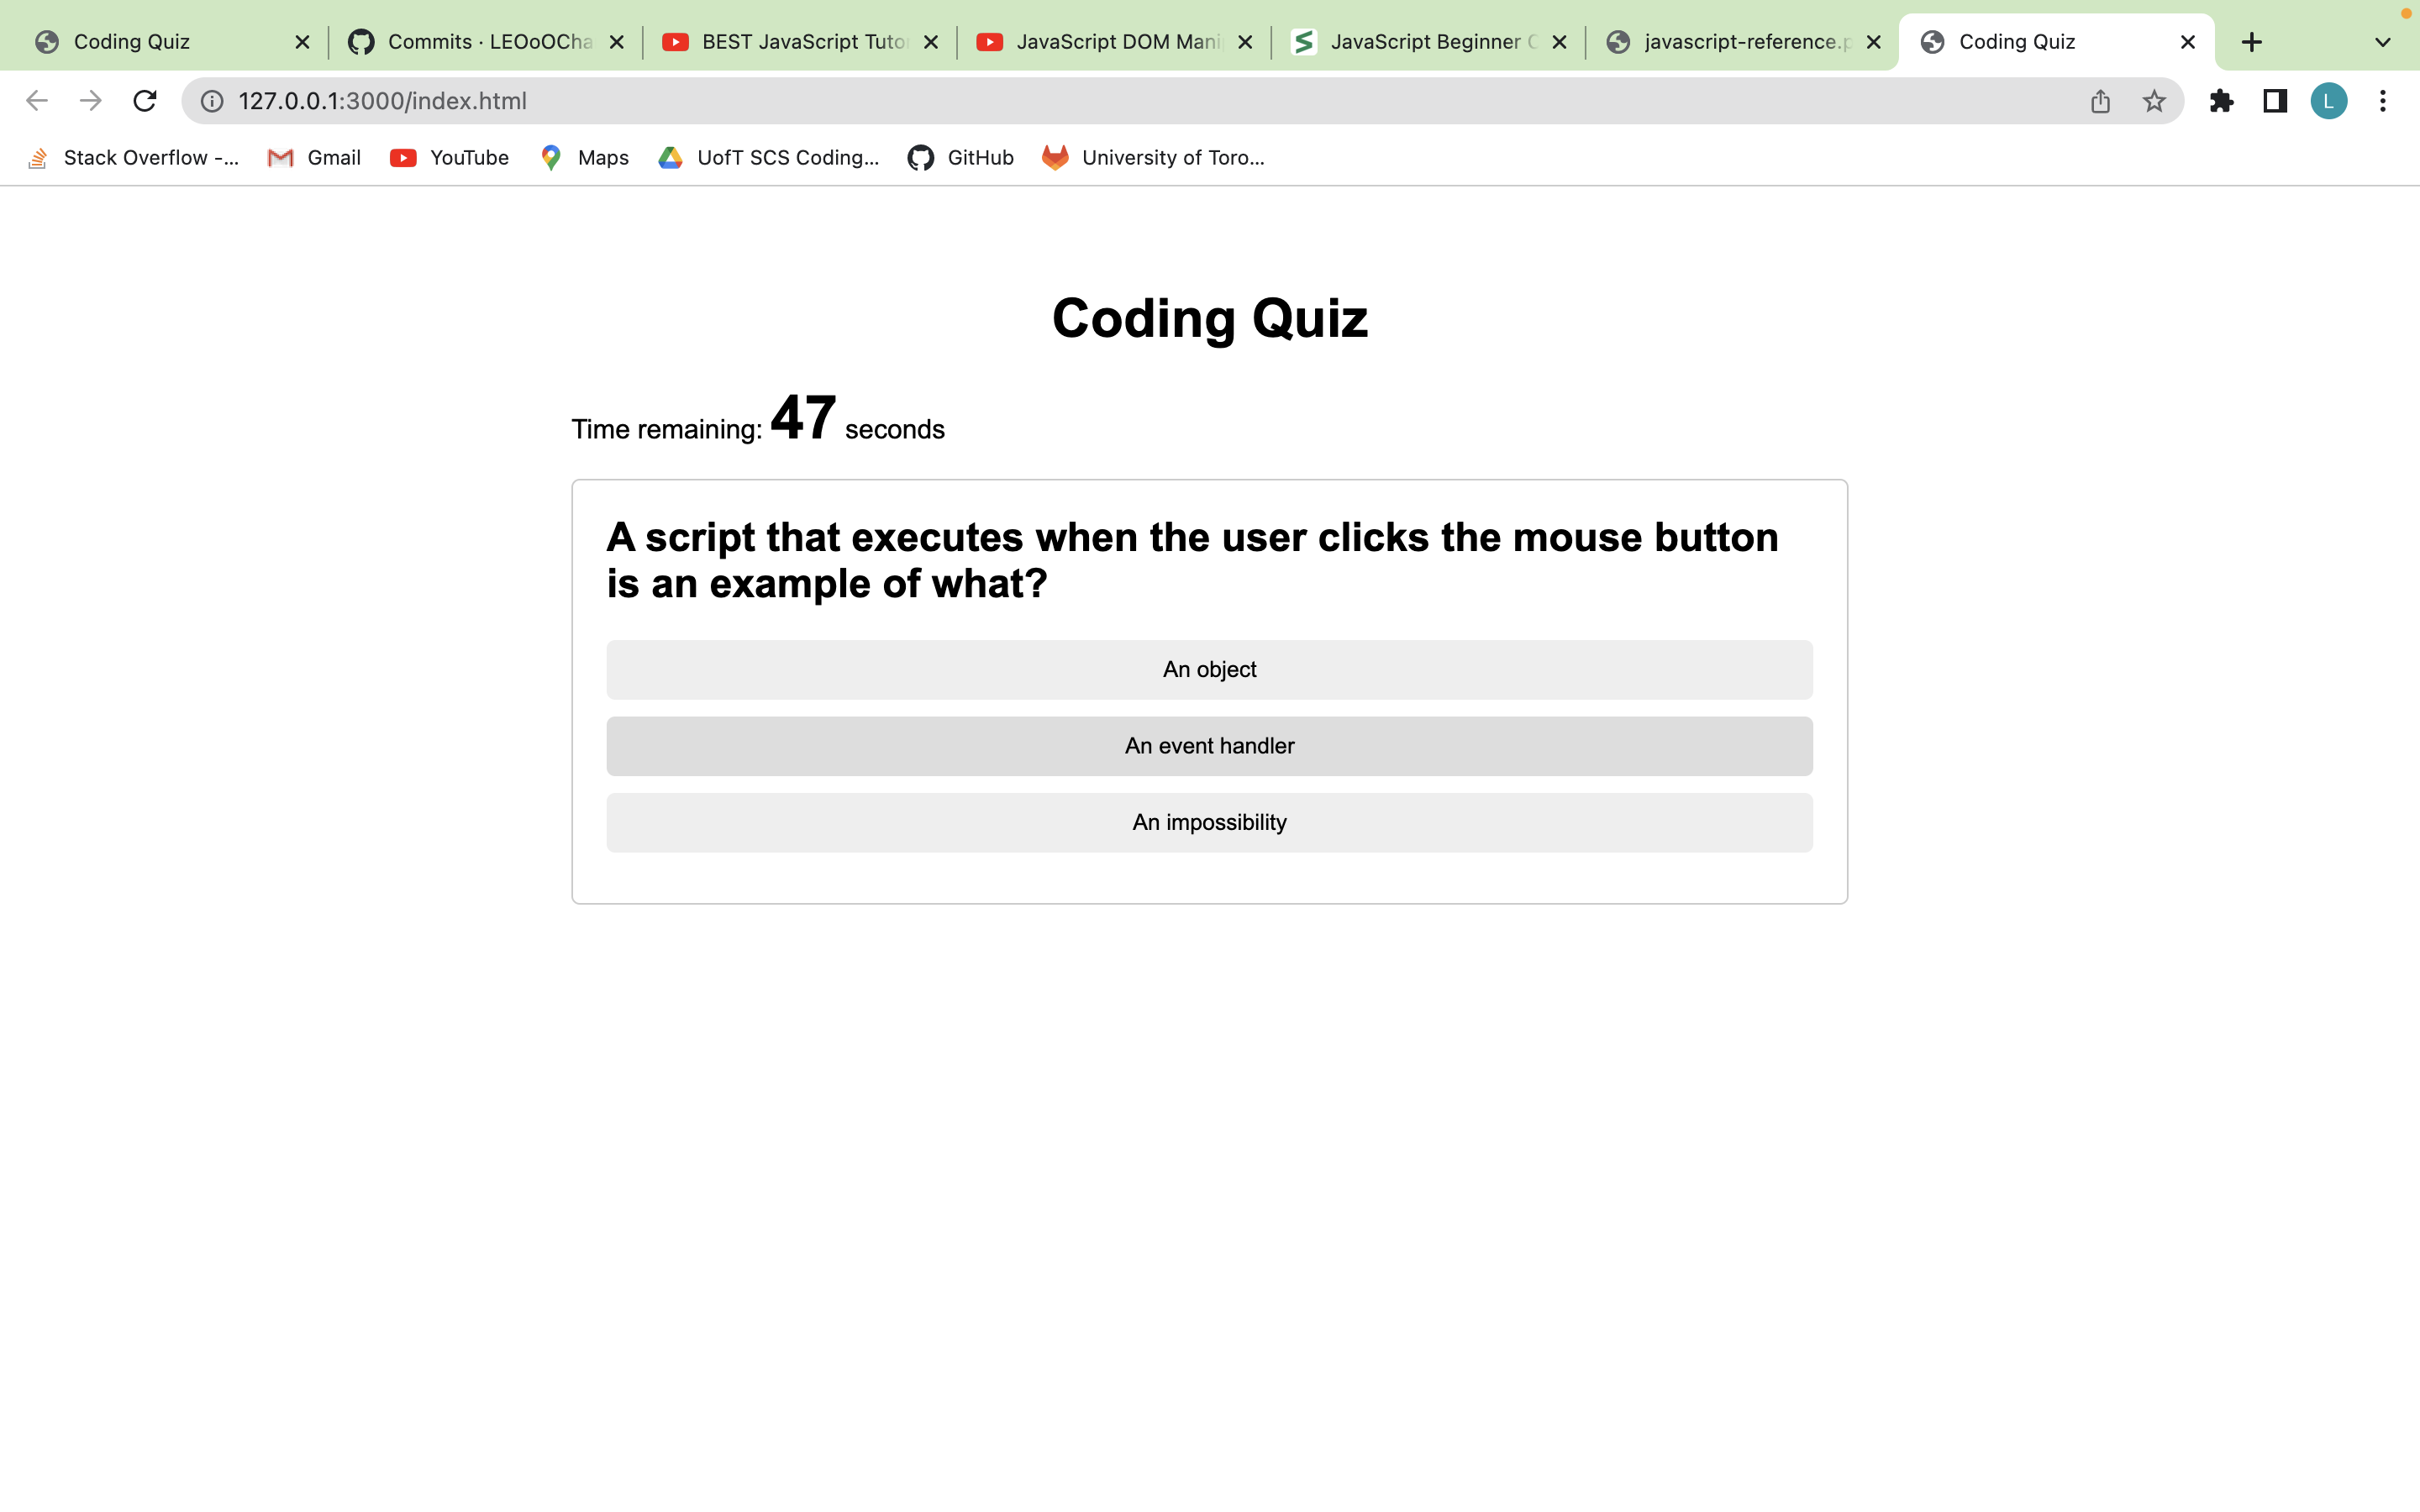 Coding Quiz
Commits · LEOoOCha
BEST JavaScript Tuto
JavaScript DOM Mani
JavaScript Beginner
javascript-reference.p
Coding Quiz
127.0.0.1:3000/index.html
L
Stack Overflow -...
Gmail
YouTube
Maps
UofT SCS Coding...
GitHub
University of Toro...
Coding Quiz
Time remaining: 47 seconds
A script that executes when the user clicks the mouse button
is an example of what?
An object
An event handler
An impossibility